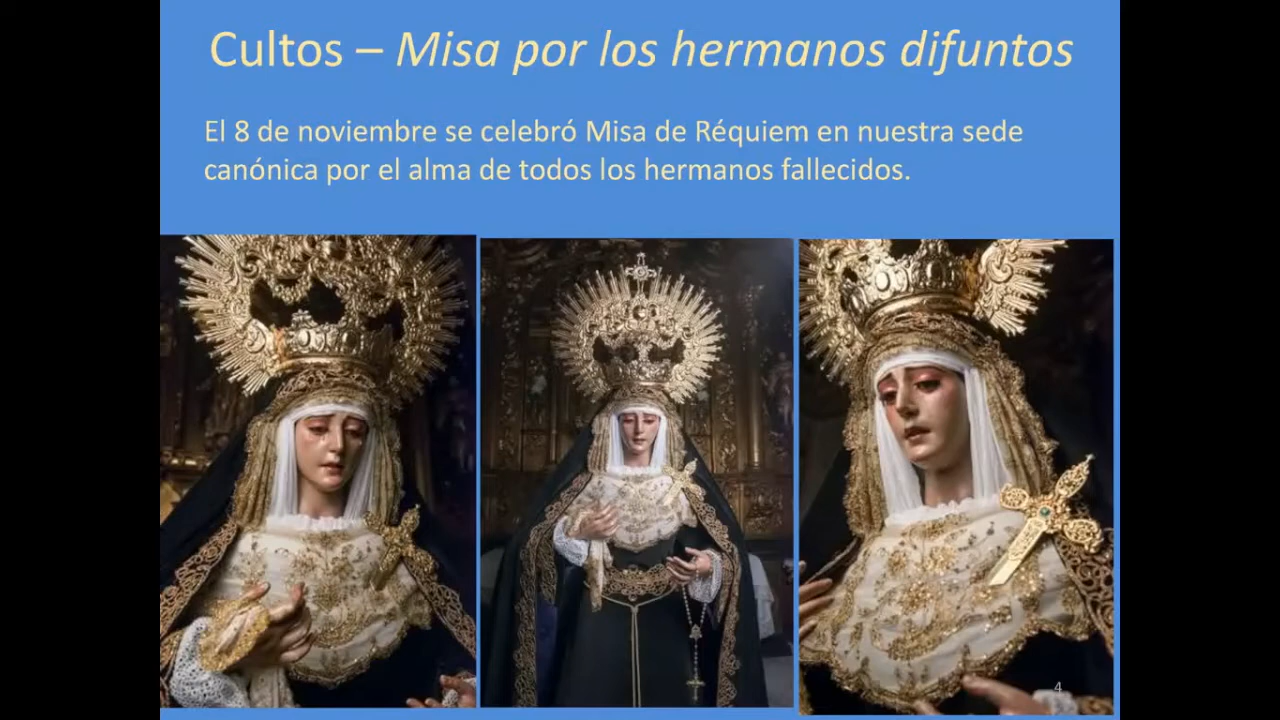 Cultos – Misa por los hermanos difuntos
El 8 de noviembre se celebró Misa de Réquiem en nuestra sede
canónica por el alma de todos los hermanos fallecidos.
4